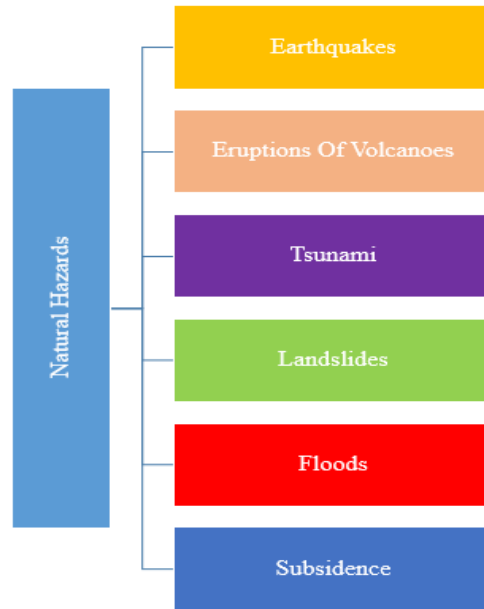 Natural Hazards
Earthquakes
Eruptions Of Volcanoes
Tsunami
Landslides
Floods
Subsidence